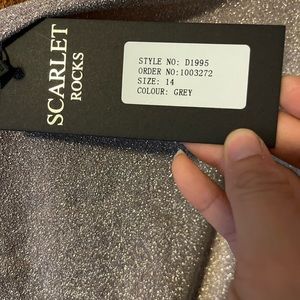 SCARLET
ROCKS
STYLE NO: D1995
ORDER NO:1003272
SIZE: 14
COLOUR: GREY